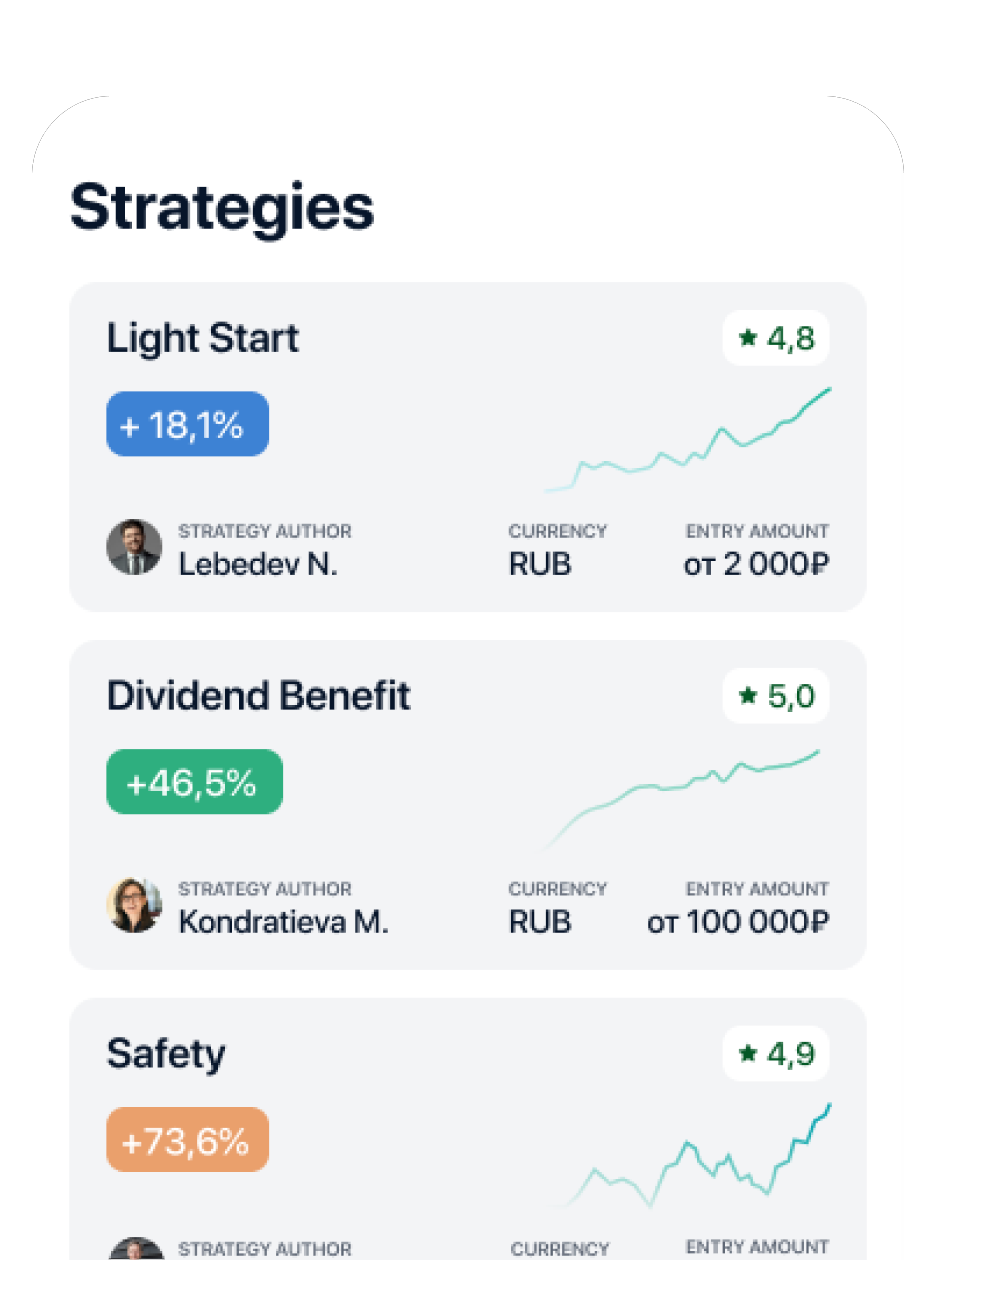 Strategies
Light Start
★ 4,8
+ 18,1%
STRATEGY AUTHOR
Lebedev N.
CURRENCY
RUB
ENTRY AMOUNT
от 2 000₽
Dividend Benefit
★ 5,0
+46,5%
STRATEGY AUTHOR
Kondratieva M.
CURRENCY
RUB
ENTRY AMOUNT
от 100 000₽
Safety
★ 4,9
+73,6%
STRATEGY AUTHOR
CURRENCY
ENTRY AMOUNT